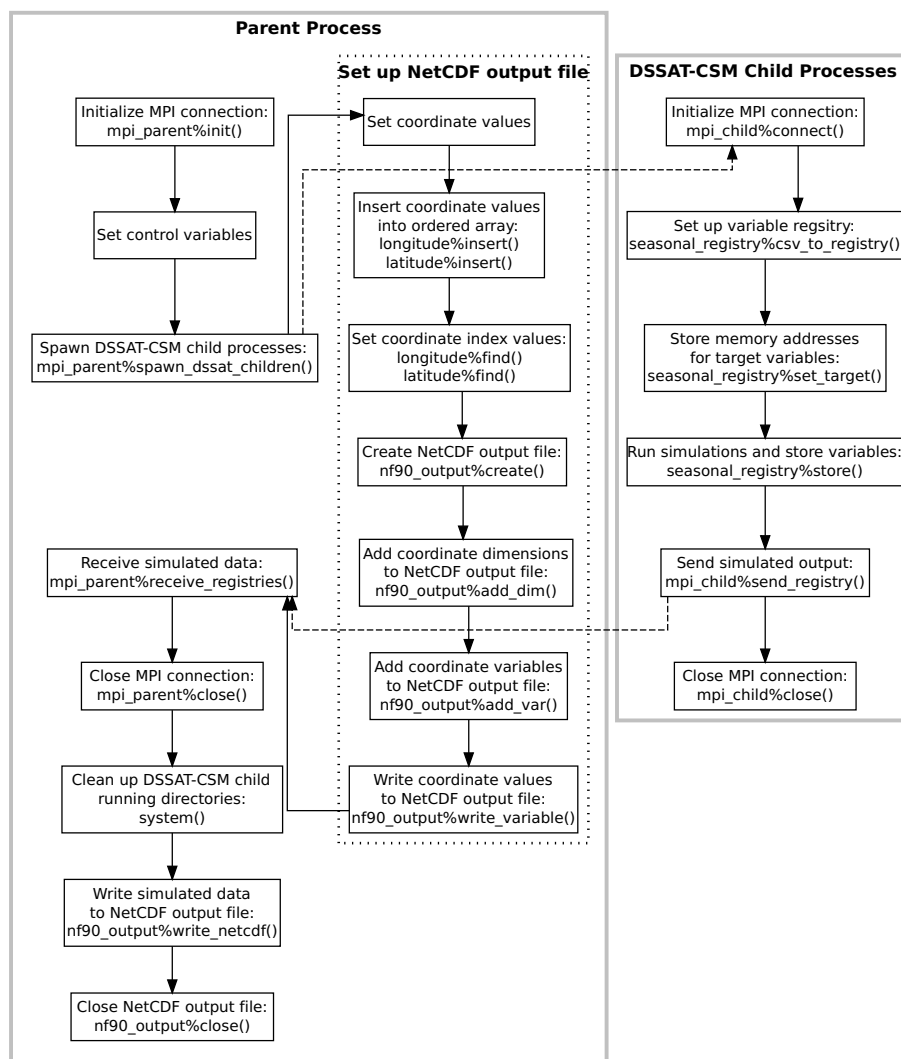 Parent Process
Initialize MPI connection:
mpi_parent%init()
Set control variables
Spawn DSSAT-CSM child processes:
mpi_parent%spawn_dssat_children()
Set up NetCDF output file
Set coordinate values
Insert coordinate values
into ordered array:
longitude%insert()
latitude%insert()
Set coordinate index values:
longitude%find()
latitude%find()
Create NetCDF output file:
nf90_output%create()
Add coordinate dimensions
to NetCDF output file:
nf90_output%add_dim()
Add coordinate variables
to NetCDF output file:
nf90_output%add_var()
Write coordinate values
to NetCDF output file:
nf90_output%write_variable()
Receive simulated data:
mpi_parent%receive_registries()
Close MPI connection:
mpi_parent%close()
Clean up DSSAT-CSM child
running directories:
system()
Write simulated data
to NetCDF output file:
nf90_output%write_netcdf()
Close NetCDF output file:
nf90_output%close()
DSSAT-CSM Child Processes
Initialize MPI connection:
mpi_child%connect()
Set up variable regsitry:
seasonal_registry%csv_to_registry()
Store memory addresses
for target variables:
seasonal_registry%set_target()
Run simulations and store variables:
seasonal_registry%store()
Send simulated output:
mpi_child%send_registry()
Close MPI connection:
mpi_child%close()